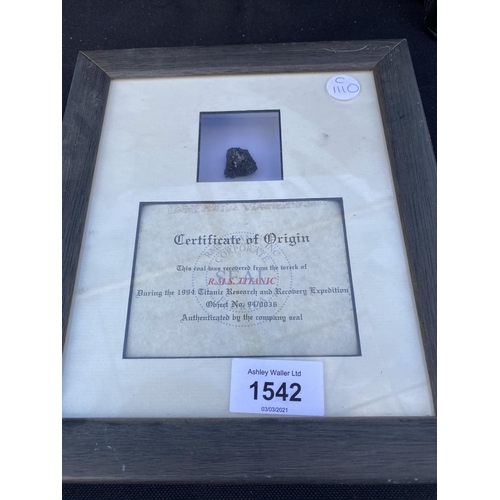 C
1110
Certificate of Origin
This coal was recovered from the wreck of
R.M.S. TITANIC
During the 1994 Titanic Research and Recovery Expedition
Object No. 94/0036
Authenticated by the company seal
Ashley Waller Ltd
1542
03/03/2021